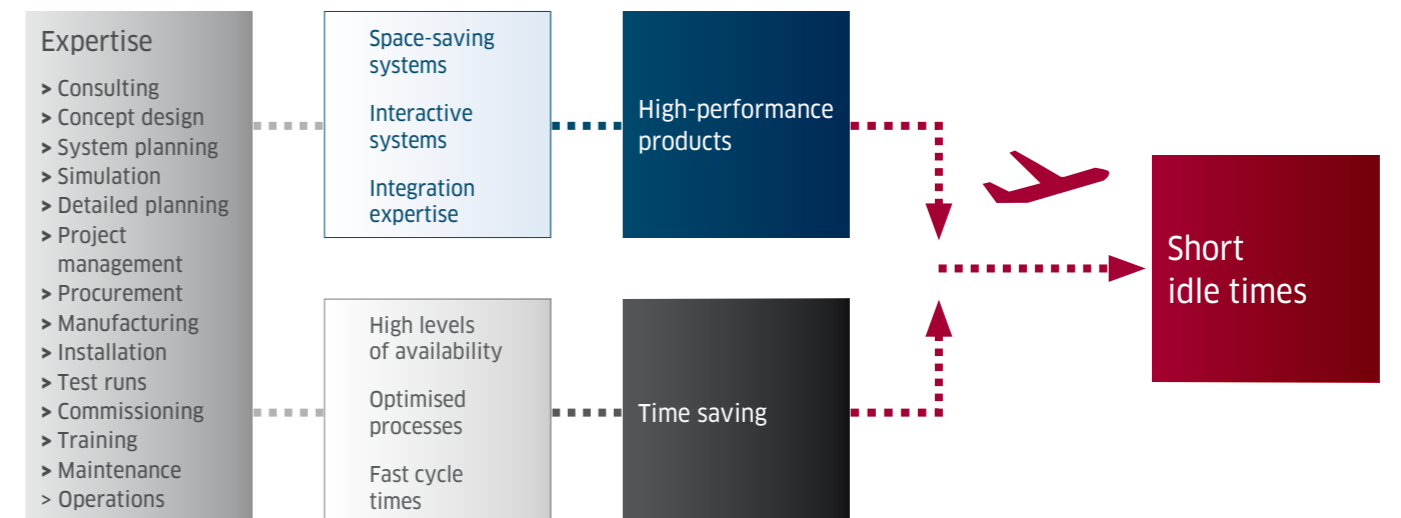 Expertise
> Consulting
> Concept design
> System planning
> Simulation
> Detailed planning
> Project
management
> Procurement
> Manufacturing
> Installation
> Test runs
> Commissioning
> Training
> Maintenance
> Operations
Space-saving
systems
Interactive
systems
Integration
expertise
High-performance
products
High levels
of availability
Optimised
processes
Fast cycle
times
Time saving
Short
idle times